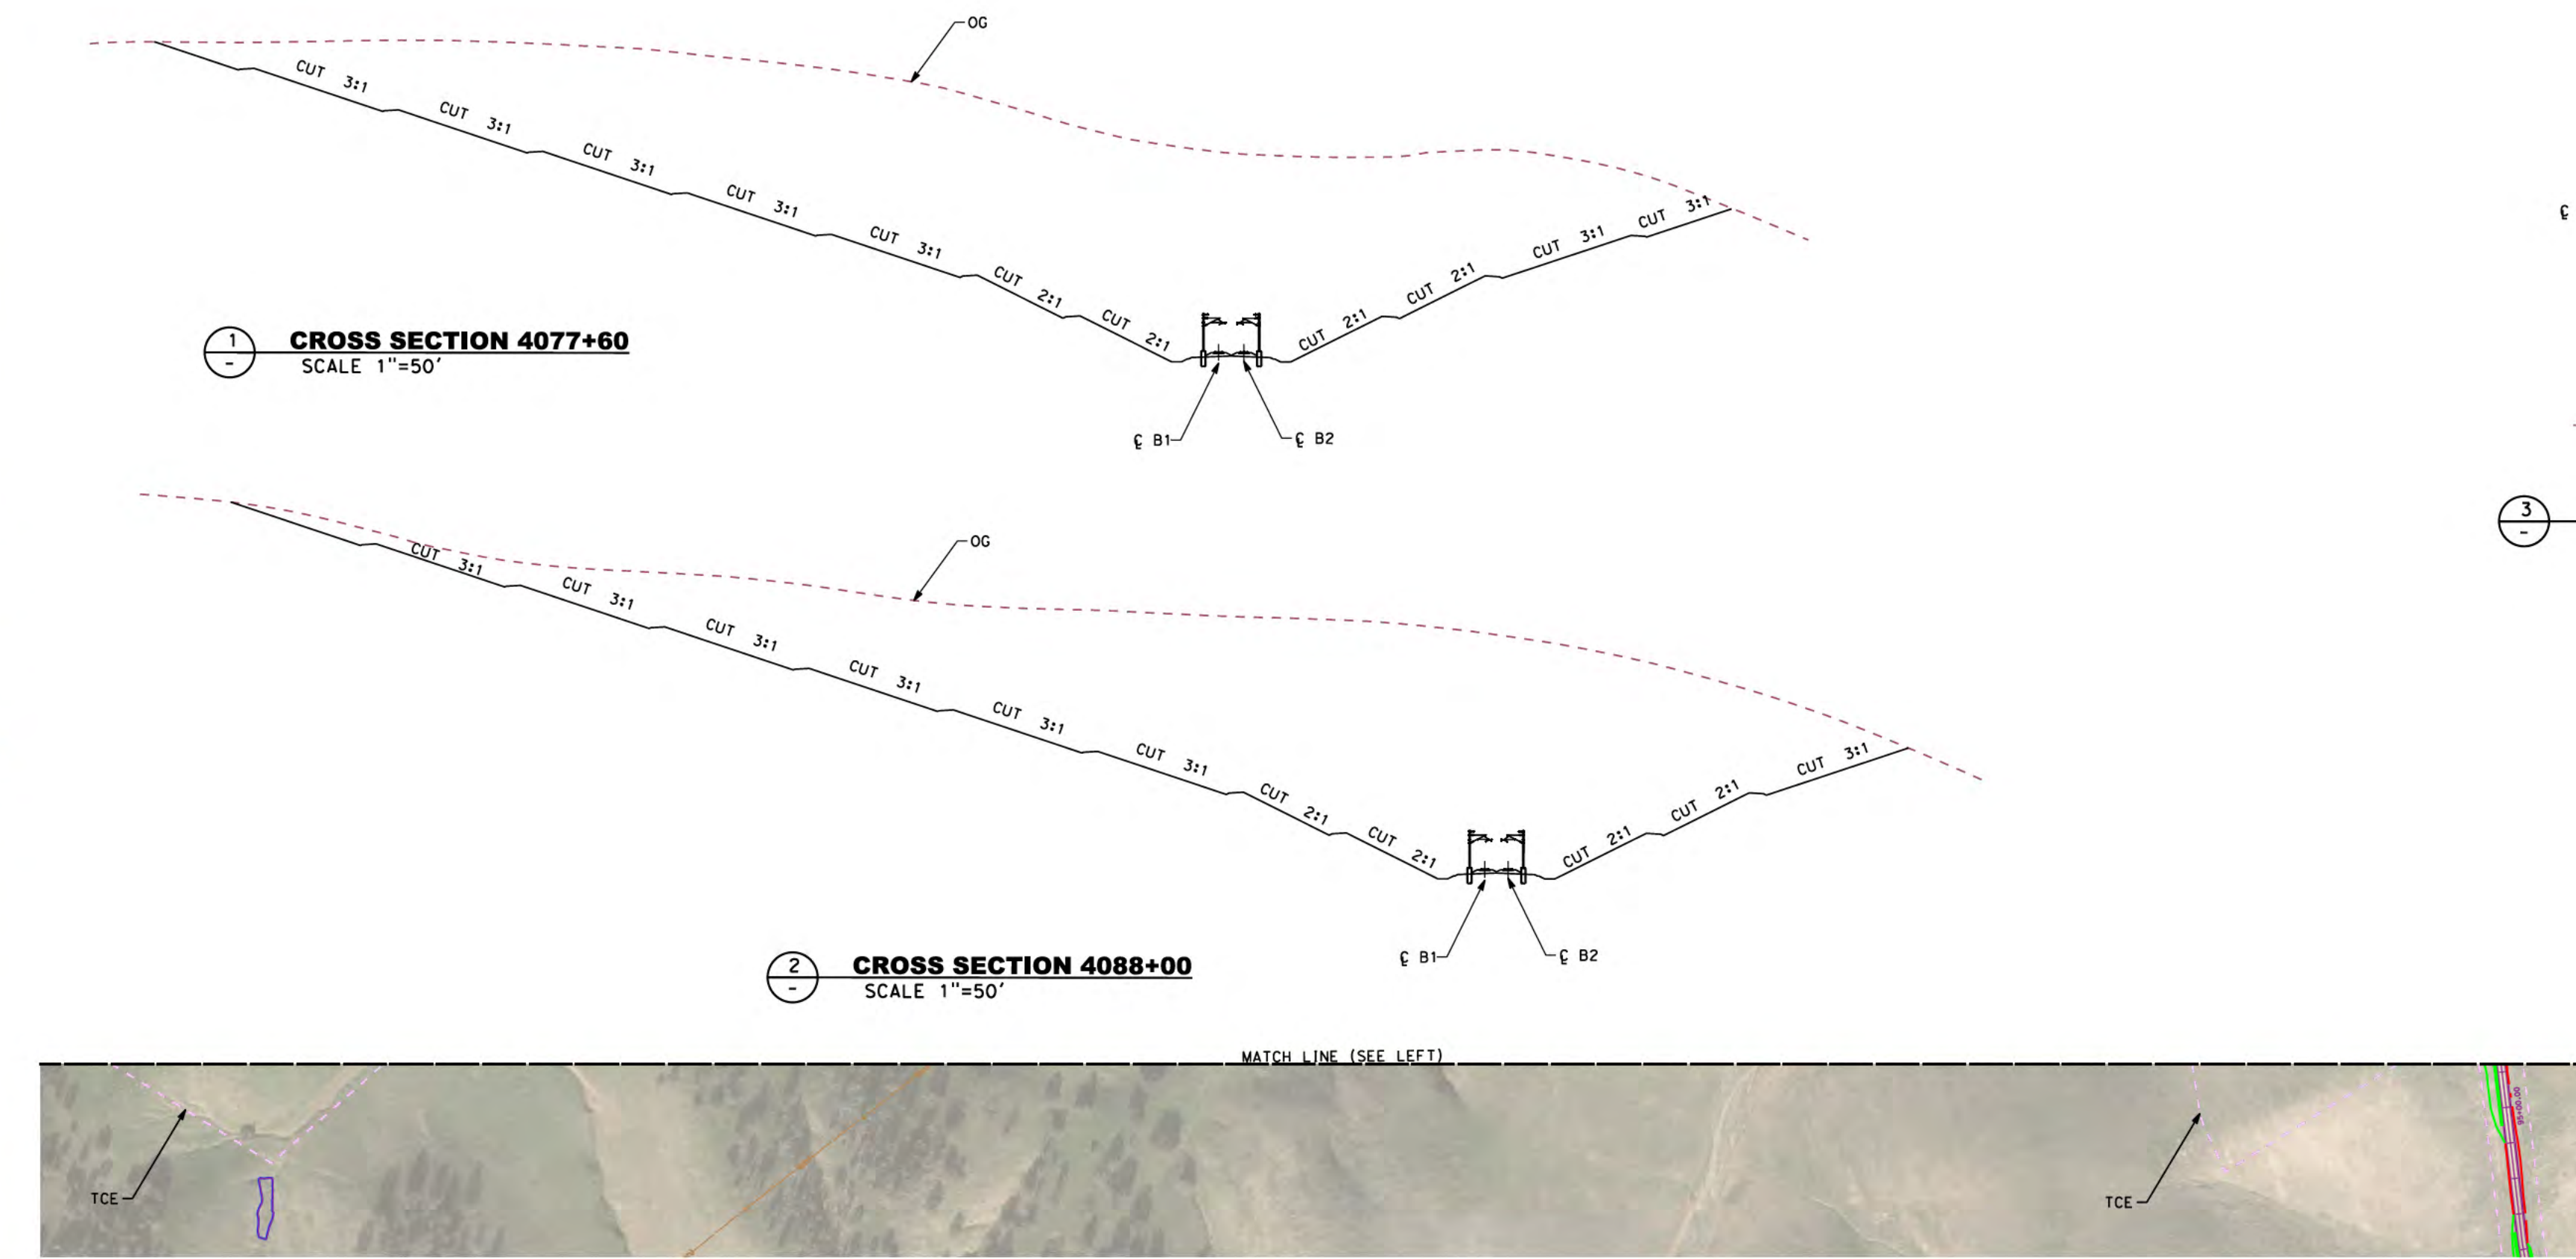 OG
CUT 3:1
CUT 3:1
CUT 3:1
CUT 3:1
CUT 3:1
CUT 2:1
CUT 2:1
CUT 2:1
CUT 2:1
CUT 3:1
CUT 3:1
1
-
CROSS SECTION 4077+60
SCALE 1"=50'
℄ B1
℄ B2
℄
OG
CUT 3:1
CUT 3:1
CUT 3:1
CUT 3:1
CUT 3:1
CUT 3:1
CUT 2:1
CUT 2:1
CUT 2:1
CUT 2:1
CUT 3:1
3
-
℄ B1
℄ B2
2
-
CROSS SECTION 4088+00
SCALE 1"=50'
MATCH LINE (SEE LEFT)
TCE
TCE
95+00.00